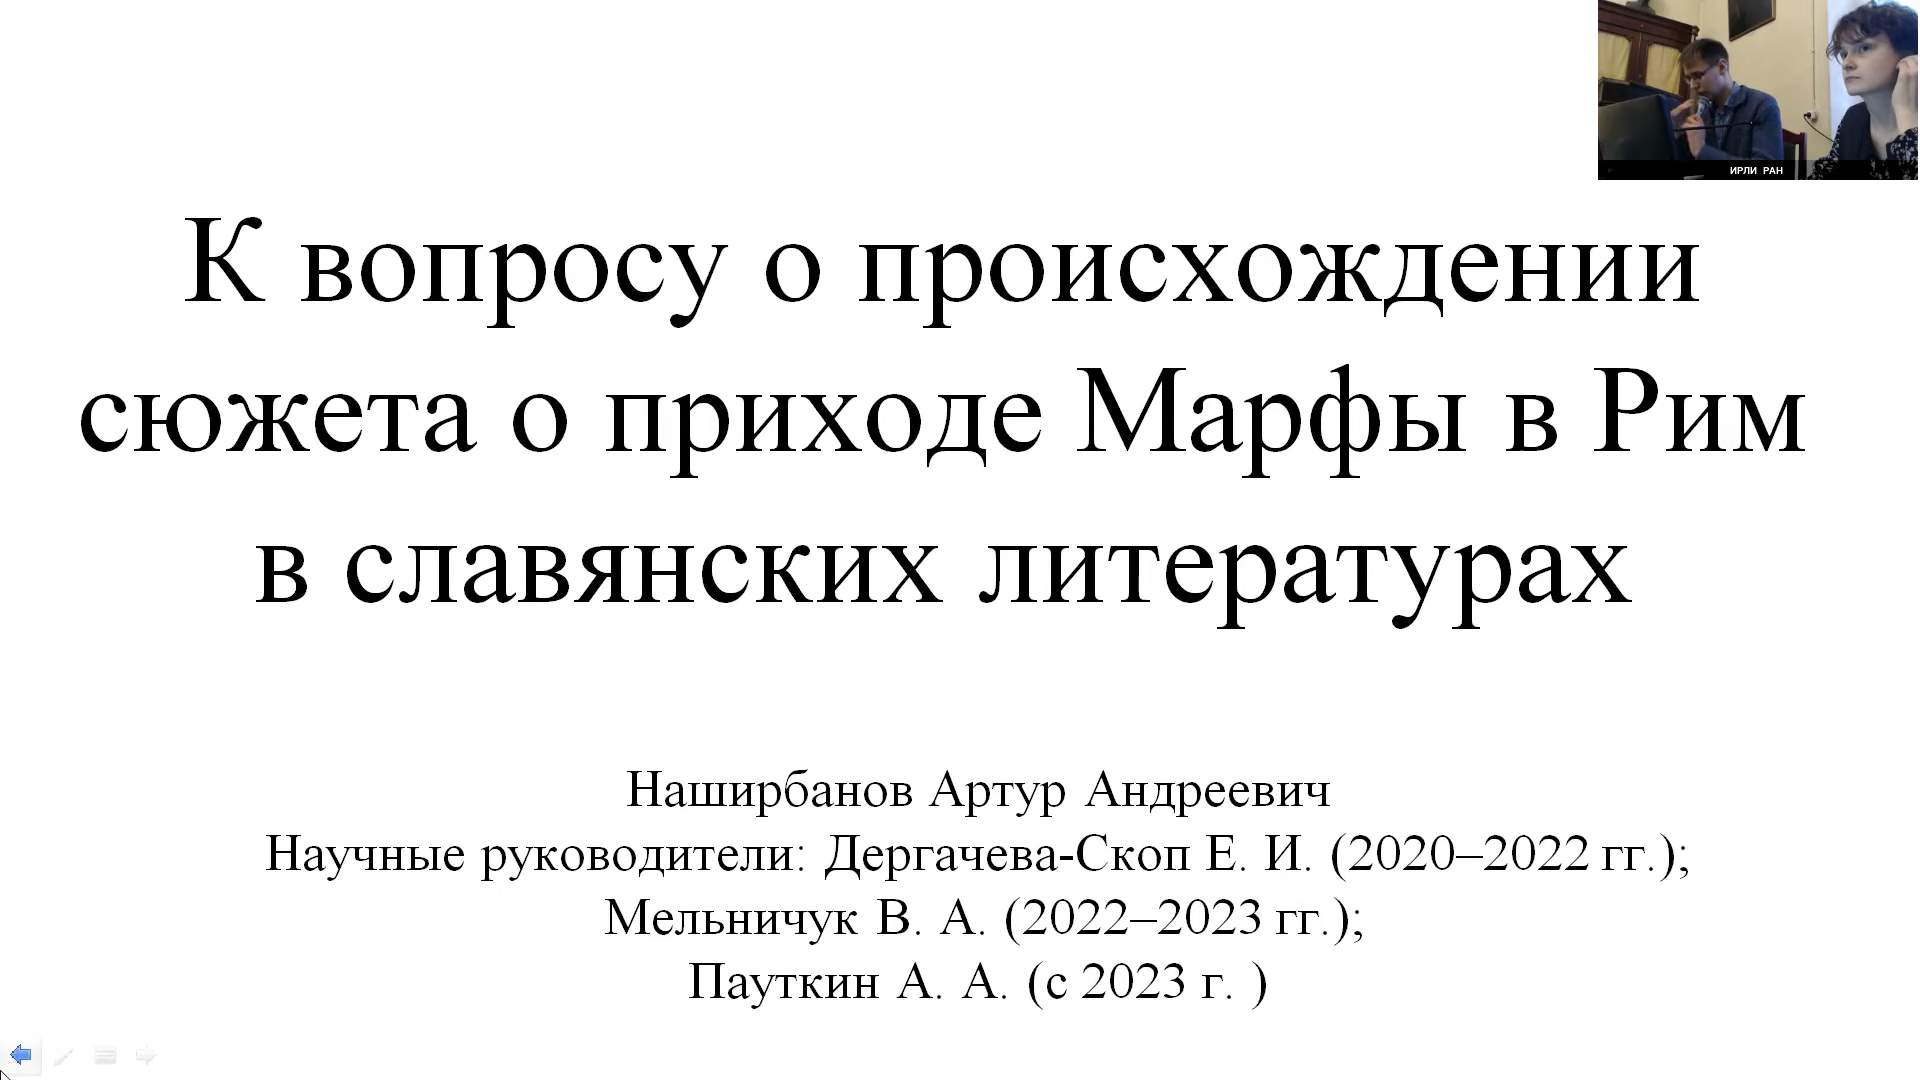 ИРЛИ РАН
К вопросу о происхождении
сюжета о приходе Марфы в Рим
в славянских литературах
Наширбанов Артур Андреевич
Научные руководители: Дергачева-Скоп Е. И. (2020–2022 гг.);
Мельничук В. А. (2022–2023 гг.);
Пауткин А. А. (с 2023 г. )